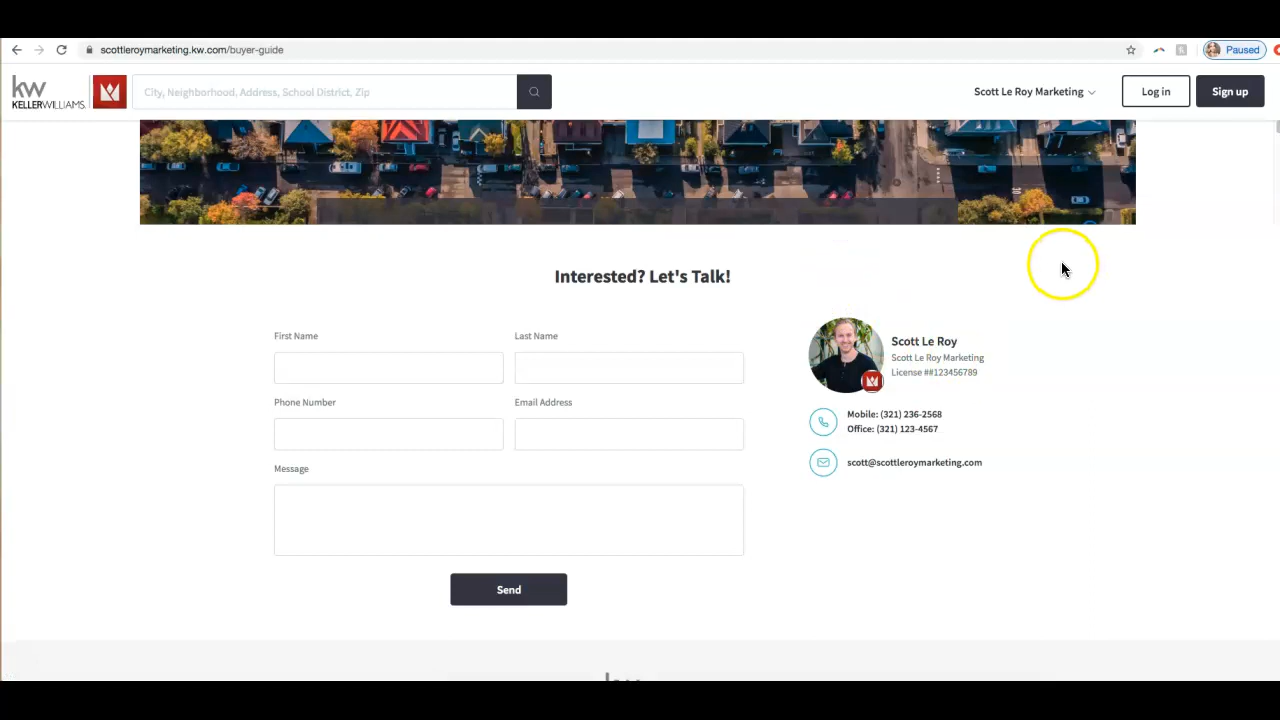 scottleroymarketing.kw.com/buyer-guide
Paused
kw
KELLERWILLIAMS.
City, Neighborhood, Address, School District, Zip
Scott Le Roy Marketing
Log in
Sign up
Interested? Let's Talk!
First Name
Last Name
Scott Le Roy
Scott Le Roy Marketing
License ##123456789
Phone Number
Email Address
Mobile: (321) 236-2568
Office: (321) 123-4567
Message
scott@scottleroymarketing.com
Send